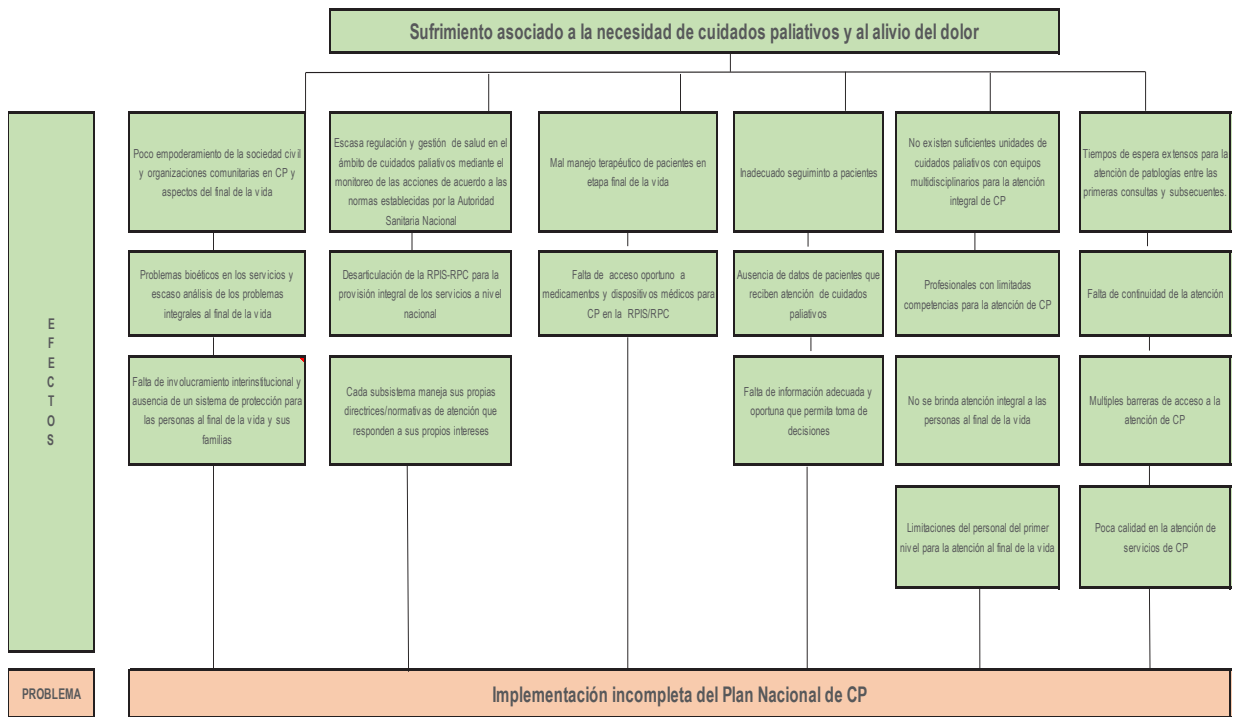 Sufrimiento asociado a la necesidad de cuidados paliativos y al alivio del dolor
E
F
E
C
T
O
S
Poco empoderamiento de la sociedad civil
y organizaciones comunitarias en CP y
aspectos del final de la vida
Escasa regulación y gestión de salud en el
ámbito de cuidados paliativos mediante el
monitoreo de las acciones de acuerdo a las
normas establecidas por la Autoridad
Sanitaria Nacional
Mal manejo terapéutico de pacientes en
etapa final de la vida
Inadecuado seguiminto a pacientes
No existen suficientes unidades de
cuidados paliativos con equipos
multidisciplinarios para la atención
integral de CP
Tiempos de espera extensos para la
atenciòn de patologías entre las
primeras consultas y subsecuentes.
Problemas bioéticos en los servicios y
escaso análisis de los problemas
integrales al final de la vida
Desarticulación de la RPIS-RPC para la
provisión integral de los servicios a nivel
nacional
Falta de acceso oportuno a
medicamentos y dispositivos médicos para
CP en la RPIS/RPC
Ausencia de datos de pacientes que
reciben atención de cuidados
paliativos
Profesionales con limitadas
competencias para la atención de CP
Falta de continuidad de la atención
Falta de involucramiento interinstitucional y
ausencia de un sistema de protección para
las personas al final de la vida y sus
familias
Cada subsistema maneja sus propias
directrices/normativas de atención que
responden a sus propios intereses
Falta de información adecuada y
oportuna que permita toma de
decisiones
No se brinda atención integral a las
personas al final de la vida
Multiples barreras de acceso a la
atención de CP
Limitaciones del personal del primer
nivel para la atención al final de la vida
Poca calidad en la atención de
servicios de CP
PROBLEMA
Implementación incompleta del Plan Nacional de CP